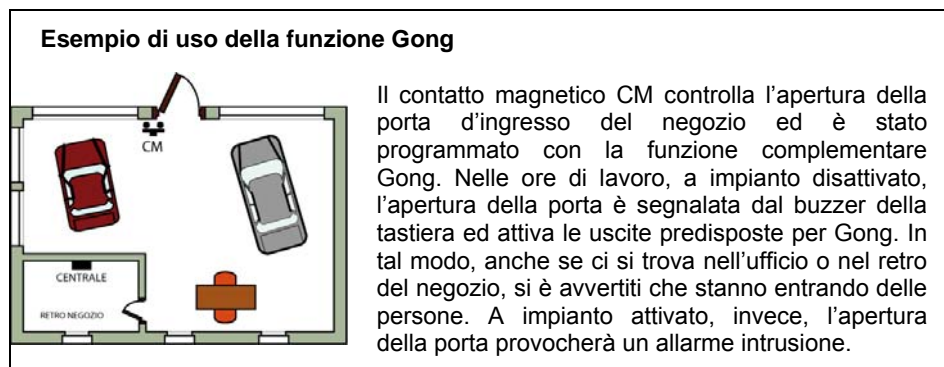 Esempio di uso della funzione Gong
CM
CENTRALE
RETRO NEGOZIO
Il contatto magnetico CM controlla l’apertura della
porta d’ingresso del negozio ed è stato
programmato con la funzione complementare
Gong. Nelle ore di lavoro, a impianto disattivato,
l’apertura della porta è segnalata dal buzzer della
tastiera ed attiva le uscite predisposte per Gong. In
tal modo, anche se ci si trova nell’ufficio o nel retro
del negozio, si è avvertiti che stanno entrando delle
persone. A impianto attivato, invece, l’apertura
della porta provocherà un allarme intrusione.